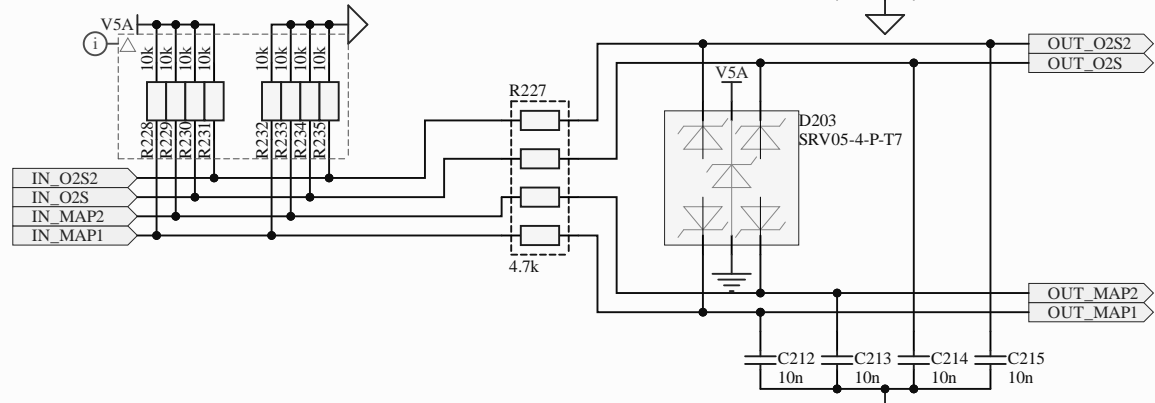 V5A
i
10k
10k
10k
10k
10k
10k
10k
10k
R228
R229
R230
R231
R232
R233
R234
R235
IN_O2S2
IN_O2S
IN_MAP2
IN_MAP1
R227
4.7k
V5A
D203
SRV05-4-P-T7
OUT_O2S2
OUT_O2S
OUT_MAP2
OUT_MAP1
C212
10n
C213
10n
C214
10n
C215
10n